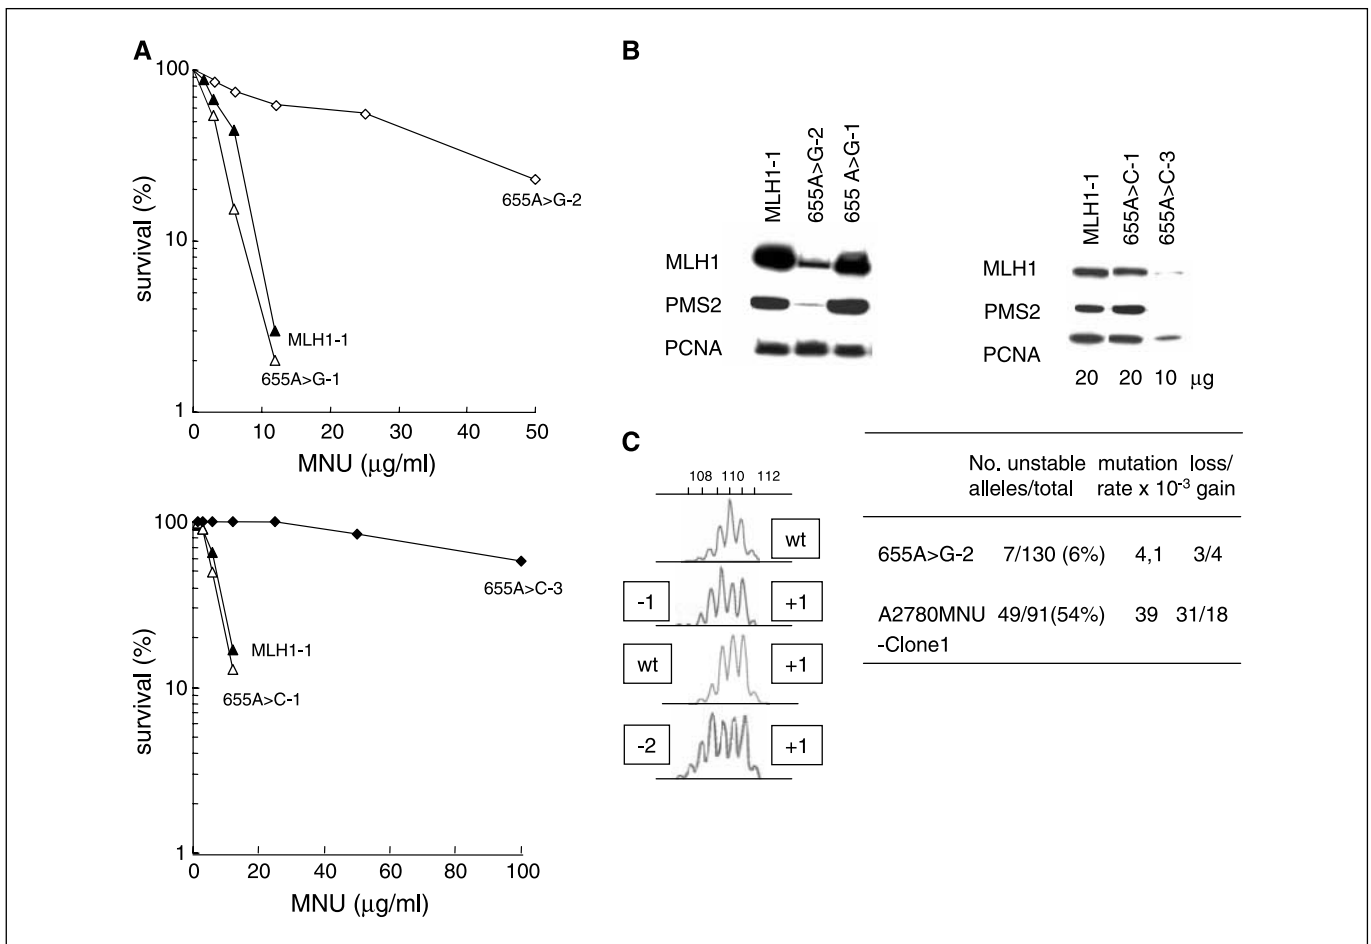 A
100
10
1
survival (%)
655A>G-2
MLH1-1
655A>G-1
0 10 20 30 40 50
MNU (µg/ml)
100
10
1
survival (%)
655A>C-3
MLH1-1
655A>C-1
0 20 40 60 80 100
MNU (µg/ml)
B
MLH1-1
655A>G-2
655 A>G-1
MLH1
PMS2
PCNA
MLH1-1
655A>C-1
655A>C-3
MLH1
PMS2
PCNA
20 20 10 µg
C
108 110 112
wt
-1 +1
wt +1
-2 +1
No. unstable mutation loss/
alleles/total rate x 10-3 gain
655A>G-2 7/130 (6%) 4,1 3/4
A2780MNU 49/91(54%) 39 31/18
-Clone1